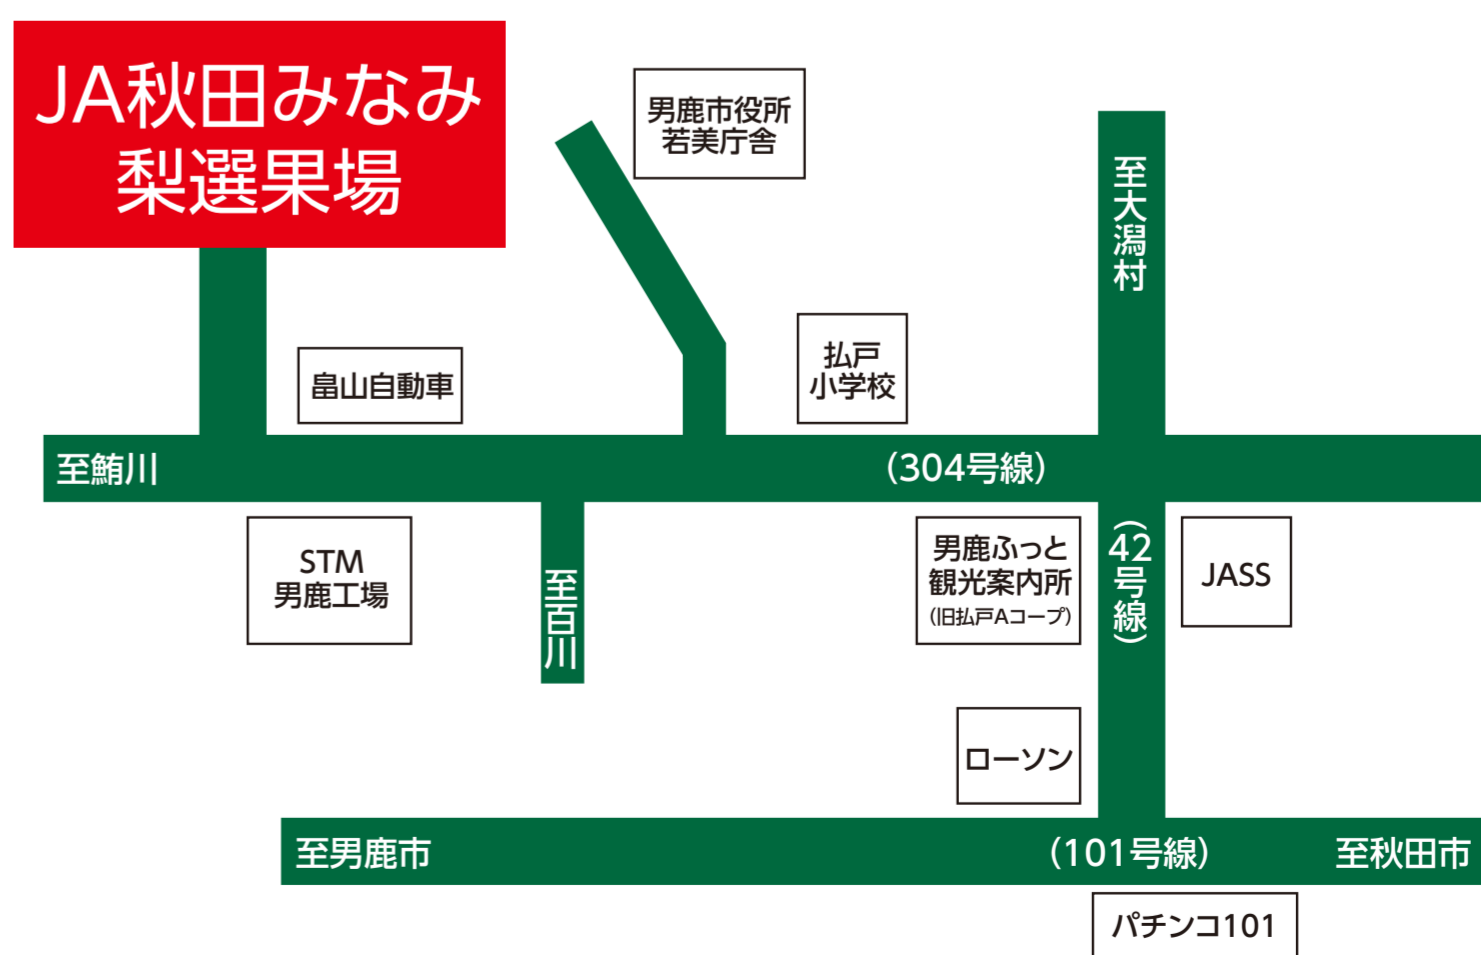 JA秋田みなみ
梨選果場
男鹿市役所
若美庁舎
至大潟村
払戸
小学校
畠山自動車
至鮪川
（304号線）
STM
男鹿工場
至百川
男鹿ふっと
観光案内所
（旧払戸Aコープ）
（42号線）
JASS
ローソン
至男鹿市
（101号線）
至秋田市
パチンコ101